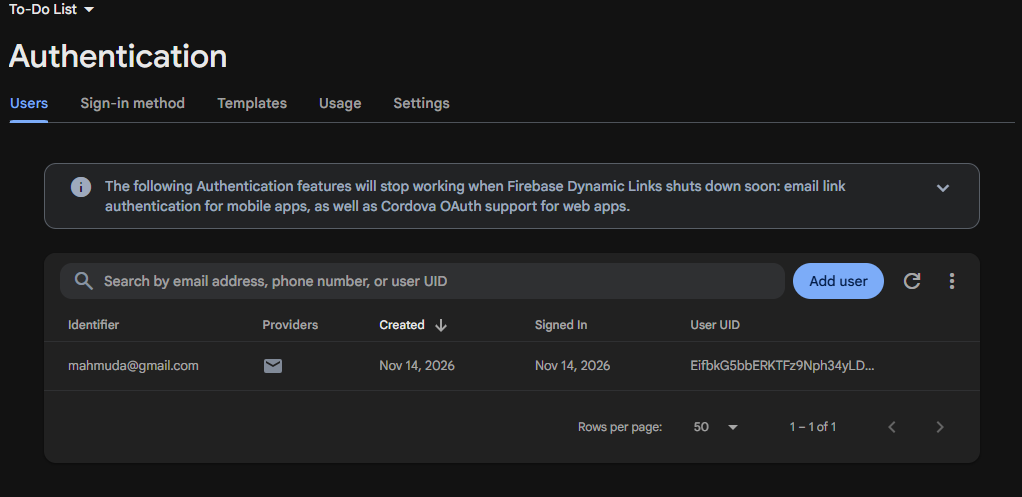 To-Do List
Authentication
Users Sign-in method Templates Usage Settings
The following Authentication features will stop working when Firebase Dynamic Links shuts down soon: email link
authentication for mobile apps, as well as Cordova OAuth support for web apps.
Search by email address, phone number, or user UID Add user
Identifier Providers Created Signed In User UID
mahmuda@gmail.com Nov 14, 2026 Nov 14, 2026 EifbkG5bbERKTFz9Nph34yLD...
Rows per page: 50 1 – 1 of 1